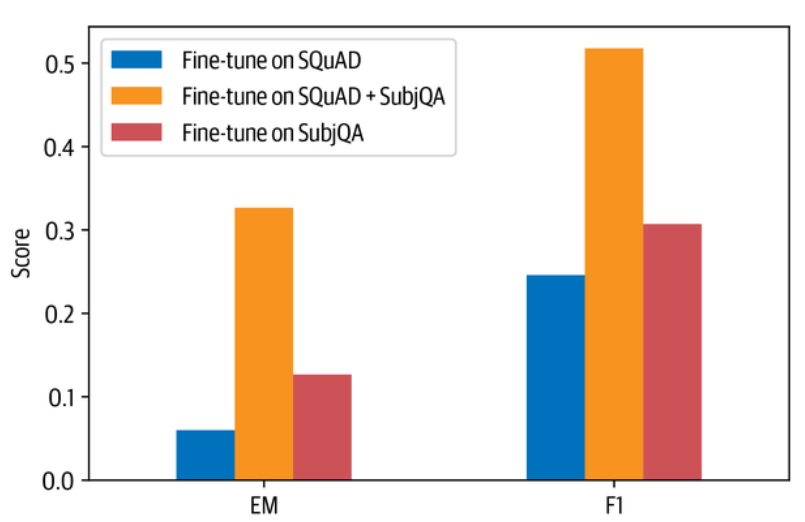 Fine-tune on SQuAD
Fine-tune on SQuAD + SubjQA
Fine-tune on SubjQA
Score
0.5
0.4
0.3
0.2
0.1
0.0
EM
F1